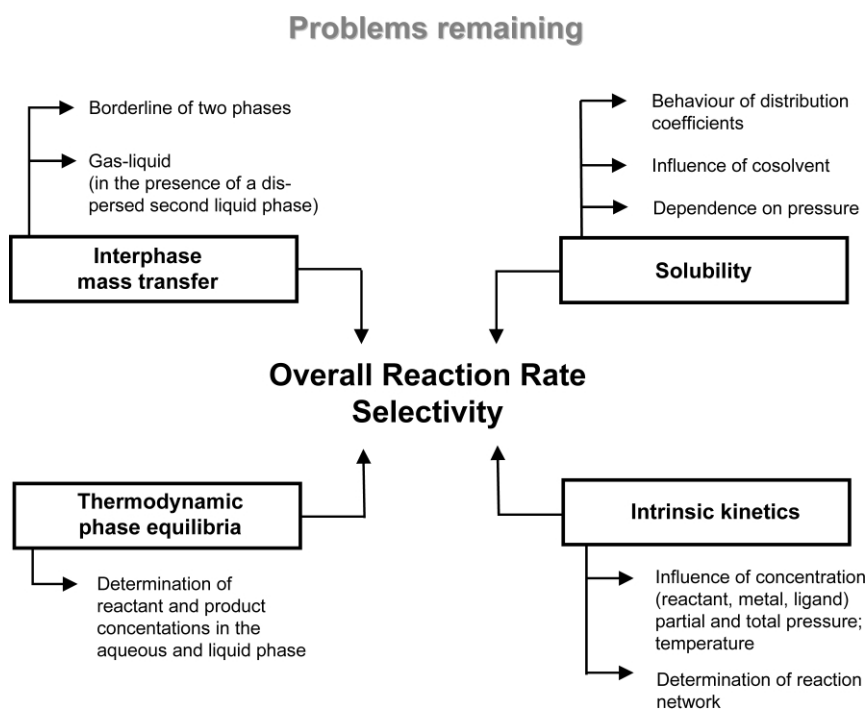 Problems remaining
Borderline of two phases
Gas-liquid
(in the presence of a dis-
persed second liquid phase)
Interphase
mass transfer
Behaviour of distribution
coefficients
Influence of cosolvent
Dependence on pressure
Solubility
Overall Reaction Rate
Selectivity
Thermodynamic
phase equilibria
Determination of
reactant and product
concentations in the
aqueous and liquid phase
Intrinsic kinetics
Influence of concentration
(reactant, metal, ligand)
partial and total pressure;
temperature
Determination of reaction
network